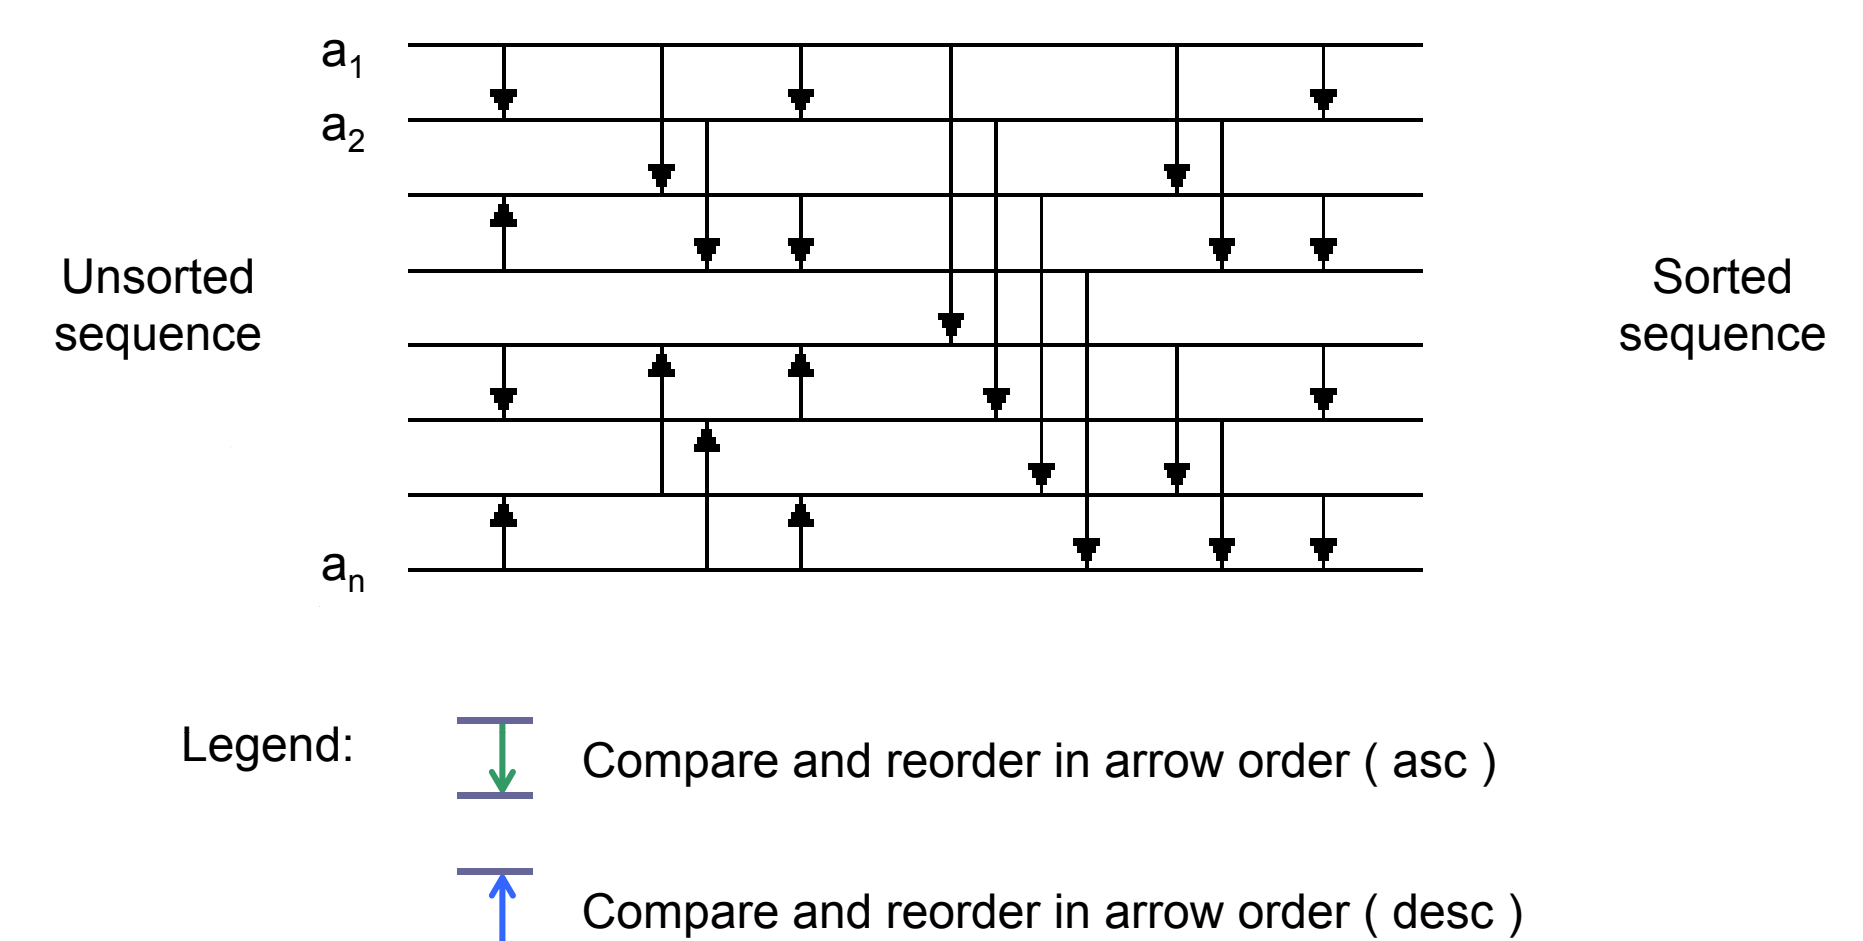 a₁
a₂
Unsorted
sequence
Sorted
sequence
aₙ
Legend:
Compare and reorder in arrow order ( asc )
Compare and reorder in arrow order ( desc )